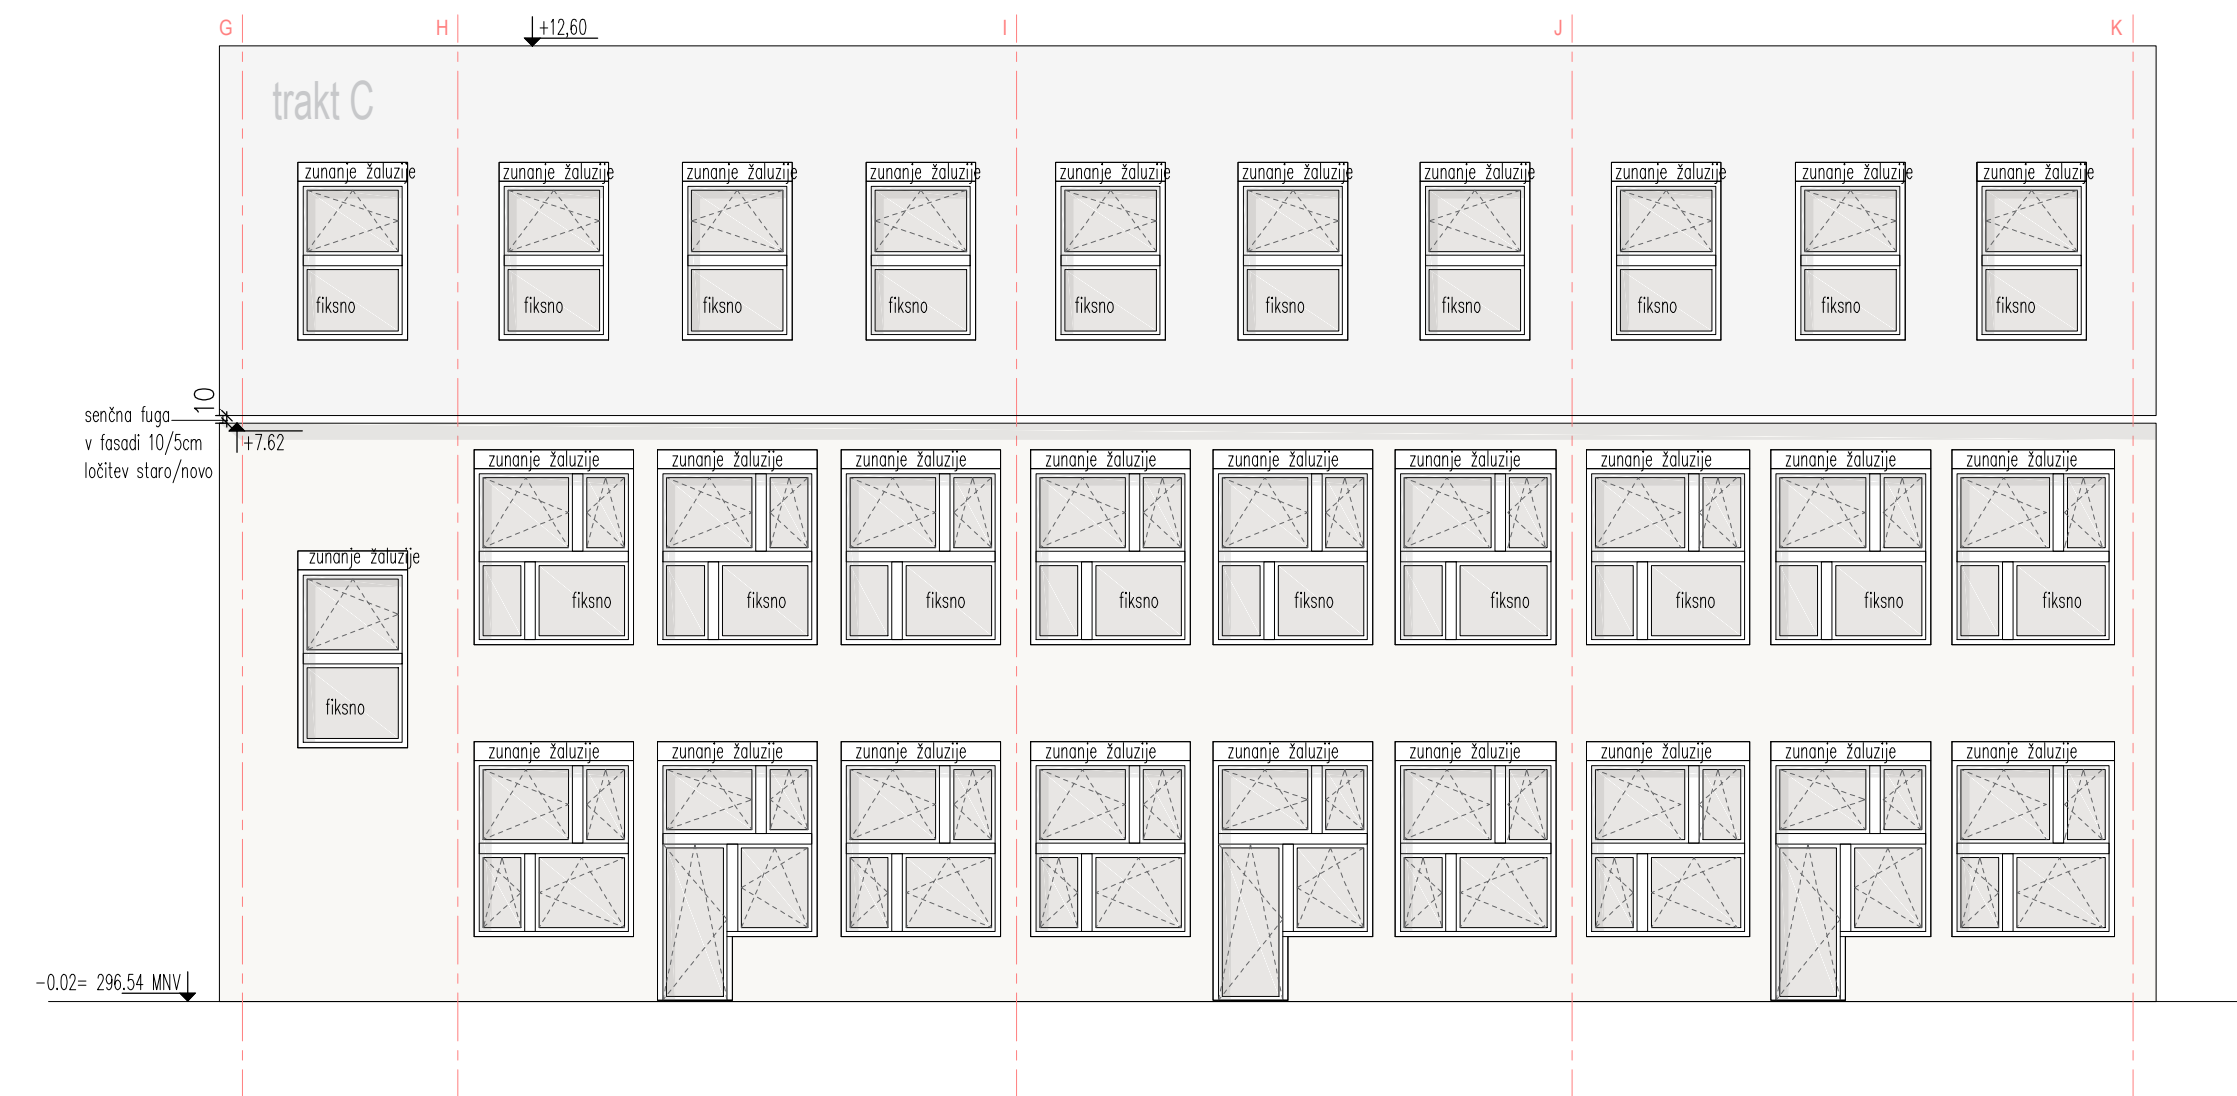 G H I J K
+12,60
trakt C
zunanje žaluzije zunanje žaluzije zunanje žaluzije zunanje žaluzije zunanje žaluzije zunanje žaluzije zunanje žaluzije zunanje žaluzije zunanje žaluzije zunanje žaluzije
fiksno fiksno fiksno fiksno fiksno fiksno fiksno fiksno fiksno fiksno
10
senčna fuga
v fasadi 10/5cm
ločitev staro/novo
+7.62
zunanje žaluzije zunanje žaluzije zunanje žaluzije zunanje žaluzije zunanje žaluzije zunanje žaluzije zunanje žaluzije zunanje žaluzije zunanje žaluzije
zunanje žaluzije
fiksno fiksno fiksno fiksno fiksno fiksno fiksno fiksno fiksno
fiksno
zunanje žaluzije zunanje žaluzije zunanje žaluzije zunanje žaluzije zunanje žaluzije zunanje žaluzije zunanje žaluzije zunanje žaluzije zunanje žaluzije
-0.02= 296.54 MNV